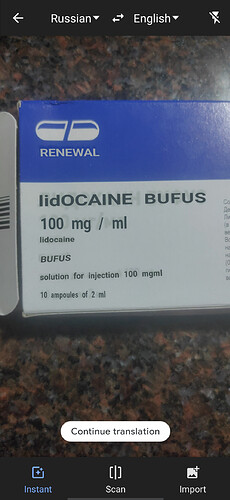 Russian English
RENEWAL
lidOCAINE BUFUS
100 mg / ml
lidocaine
BUFUS
solution for injection 100 mgml
10 ampoules of 2 ml
Continue translation
Instant Scan Import